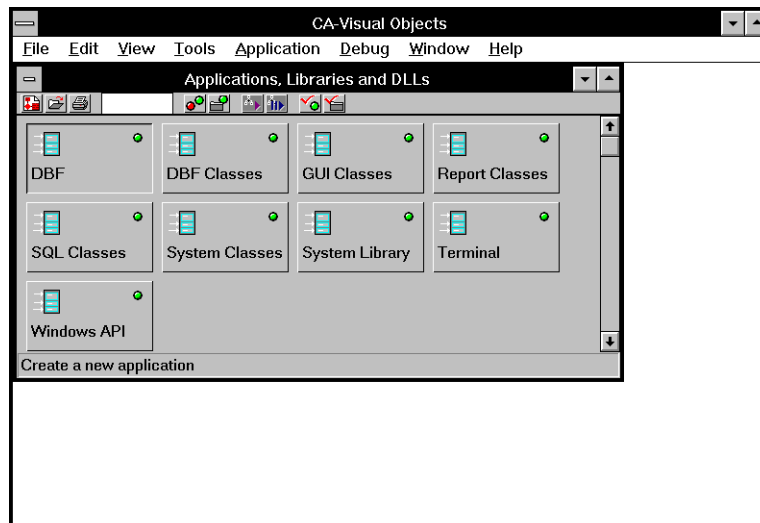 CA-Visual Objects
File Edit View Tools Application Debug Window Help
Applications, Libraries and DLLs
DBF
DBF Classes
GUI Classes
Report Classes
SQL Classes
System Classes
System Library
Terminal
Windows API
Create a new application